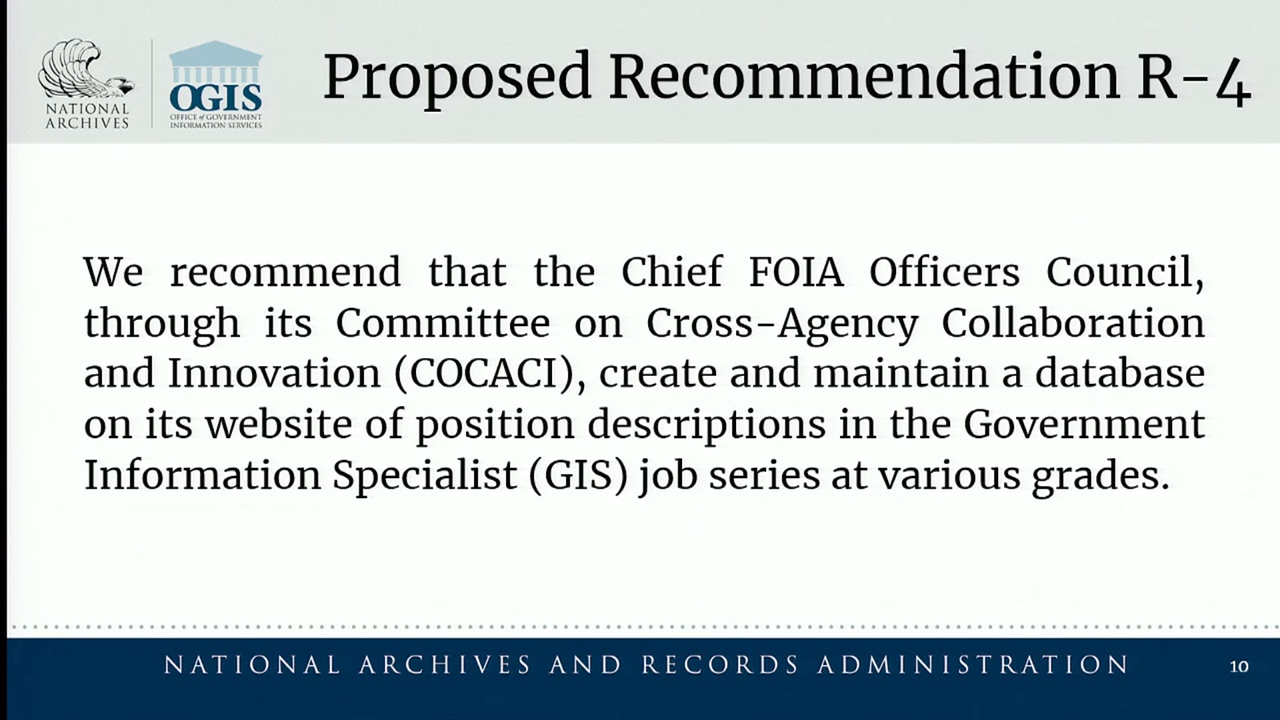 NATIONAL
ARCHIVES
OGIS
OFFICE of GOVERNMENT
INFORMATION SERVICES
Proposed Recommendation R-4
We recommend that the Chief FOIA Officers Council,
through its Committee on Cross-Agency Collaboration
and Innovation (COCACI), create and maintain a database
on its website of position descriptions in the Government
Information Specialist (GIS) job series at various grades.
NATIONAL ARCHIVES AND RECORDS ADMINISTRATION
10